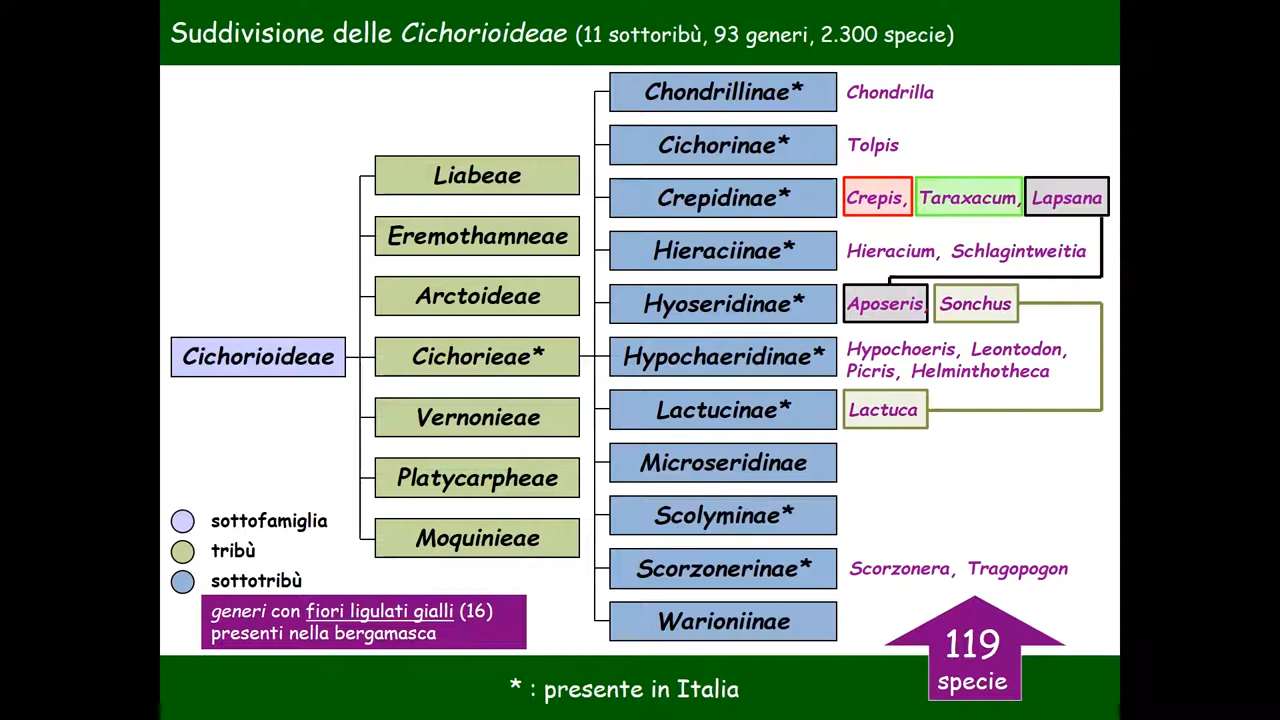 Suddivisione delle Cichorioideae (11 sottoribù, 93 generi, 2.300 specie)
Cichorioideae
Liabeae
Eremothamneae
Arctoideae
Cichorieae*
Vernonieae
Platycarpheae
Moquinieae
Chondrillinae* Chondrilla
Cichorinae* Tolpis
Crepidinae* Crepis, Taraxacum, Lapsana
Hieraciinae* Hieracium, Schlagintweitia
Hyoseridinae* Aposeris, Sonchus
Hypochaeridinae* Hypochoeris, Leontodon,
Picris, Helminthotheca
Lactucinae* Lactuca
Microseridinae
Scolyminae*
Scorzonerinae* Scorzonera, Tragopogon
Warioniinae
sottofamiglia
tribù
sottotribù
generi con fiori ligulati gialli (16)
presenti nella bergamasca
119
specie
* : presente in Italia